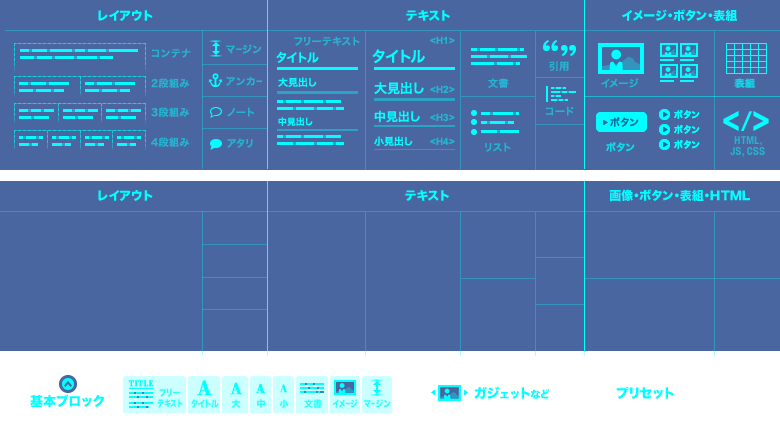 レイアウト
テキスト
イメージ・ボタン・表組
コンテナ
2段組み
3段組み
4段組み
マージン
アンカー
ノート
アタリ
フリーテキスト
タイトル
大見出し
中見出し
<H1>
タイトル
大見出し <H2>
中見出し <H3>
小見出し <H4>
文書
リスト
引用
コード
イメージ
表組
ボタン
ボタン
ボタン
ボタン
ボタン
</>
HTML,
JS, CSS
レイアウト
テキスト
画像・ボタン・表組・HTML
基本ブロック
TITLE
フリー
テキスト
A
タイトル
A
大
A
中
A
小
文書
イメージ
マージン
ガジェットなど
プリセット